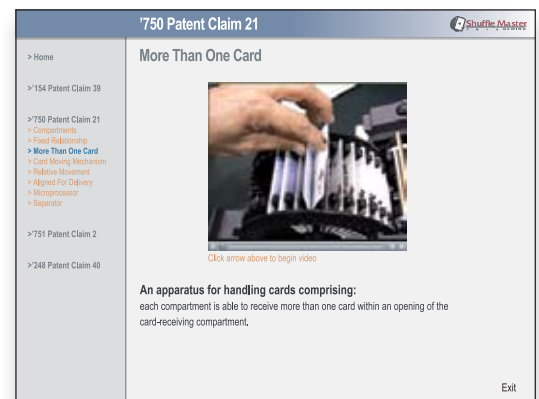 '750 Patent Claim 21
Shuffle Master
GAMING
> Home
>'154 Patent Claim 39
>'750 Patent Claim 21
> Compartments
> Fixed Relationship
> More Than One Card
> Card Moving Mechanism
> Relative Movement
> Aligned For Delivery
> Microprocessor
> Separator
>'751 Patent Claim 2
>'248 Patent Claim 40
More Than One Card
Click arrow above to begin video
An apparatus for handling cards comprising:
each compartment is able to receive more than one card within an opening of the
card-receiving compartment.
Exit